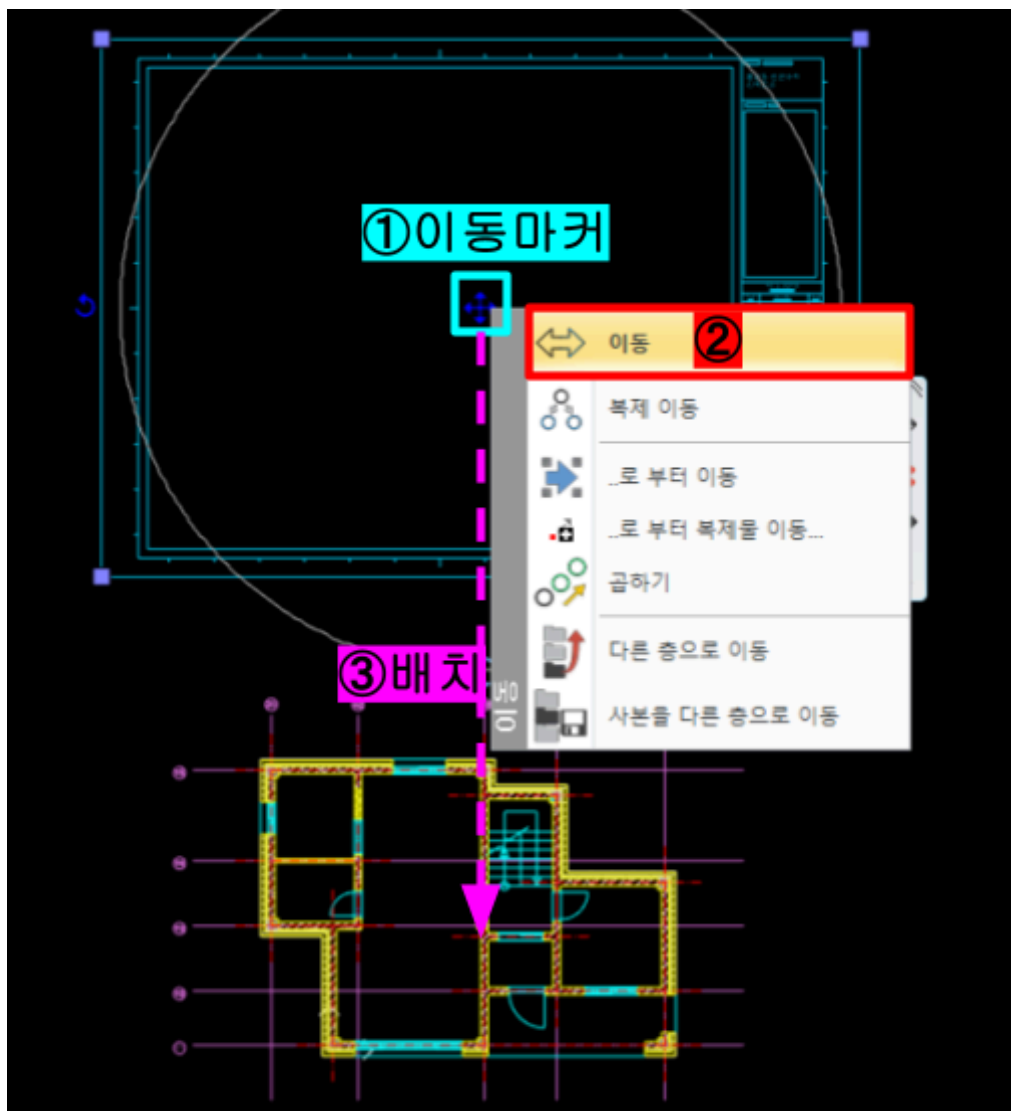 ①이동마커
이동 ②
복제 이동
..로 부터 이동
..로 부터 복제물 이동...
곱하기
다른 층으로 이동
사본을 다른 층으로 이동
이동
③배치